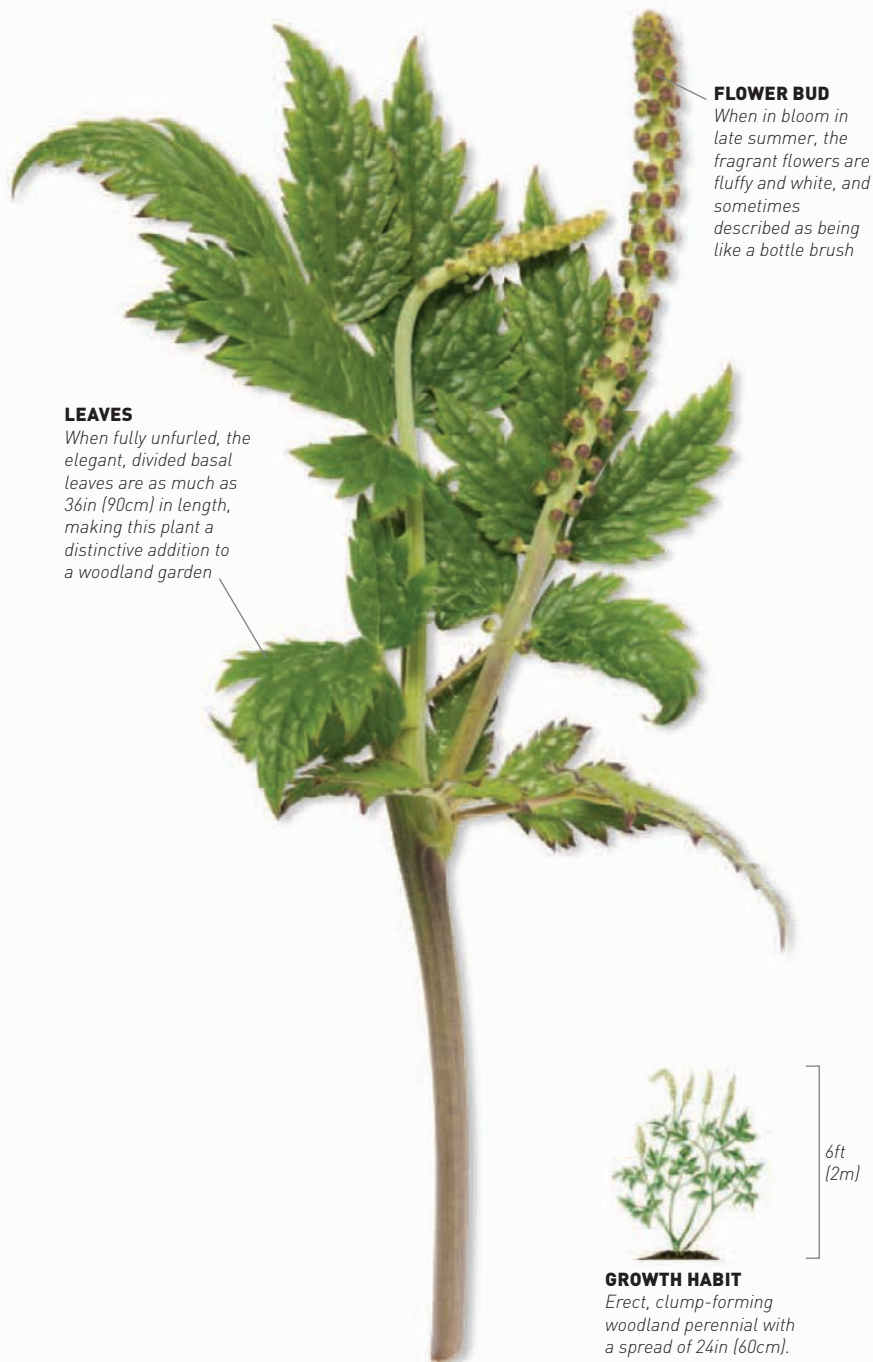 FLOWER BUD
When in bloom in
late summer, the
fragrant flowers are
fluffy and white, and
sometimes
described as being
like a bottle brush
LEAVES
When fully unfurled, the
elegant, divided basal
leaves are as much as
36in (90cm) in length,
making this plant a
distinctive addition to
a woodland garden
6ft
(2m)
GROWTH HABIT
Erect, clump-forming
woodland perennial with
a spread of 24in (60cm).